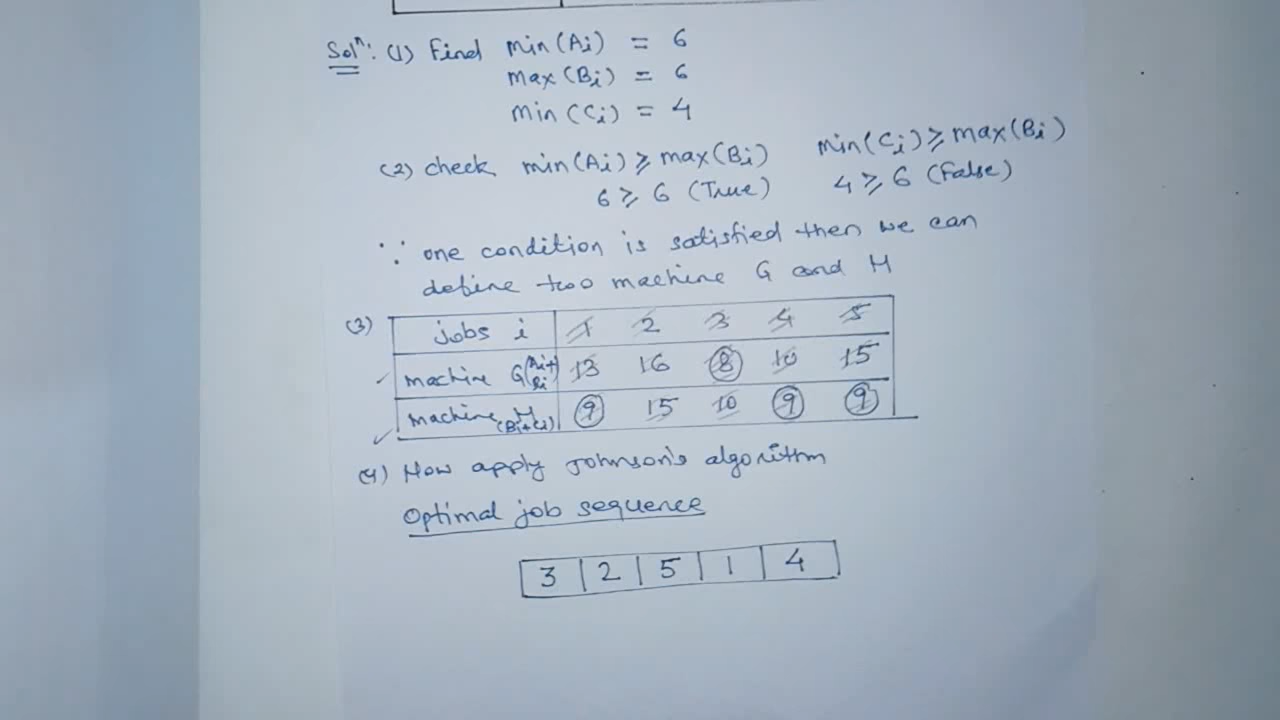 Solⁿ: (1) Find min(Ai) = 6
max(Bi) = 6
min(Ci) = 4
(2) check min(Ai) ⩾ max(Bi) min(Ci) ⩾ max(Bi)
6 ⩾ 6 (True) 4 ⩾ 6 (False)
∵ one condition is satisfied then we can
define two machine G and H
(3) jobs i 1 2 3 4 5
machine G(Ai+Bi) 13 16 8 10 15
machine H(Bi+Ci) 9 15 10 9 9
(4) Now apply Johnson's algorithm
Optimal job sequence
3 2 5 1 4